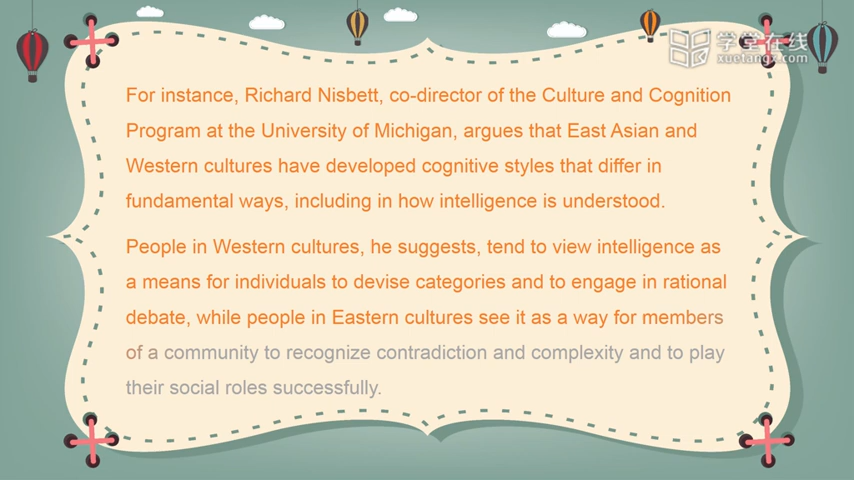 学堂在线
xuetangz.com
For instance, Richard Nisbett, co-director of the Culture and Cognition
Program at the University of Michigan, argues that East Asian and
Western cultures have developed cognitive styles that differ in
fundamental ways, including in how intelligence is understood.
People in Western cultures, he suggests, tend to view intelligence as
a means for individuals to devise categories and to engage in rational
debate, while people in Eastern cultures see it as a way for members
of a community to recognize contradiction and complexity and to play
their social roles successfully.